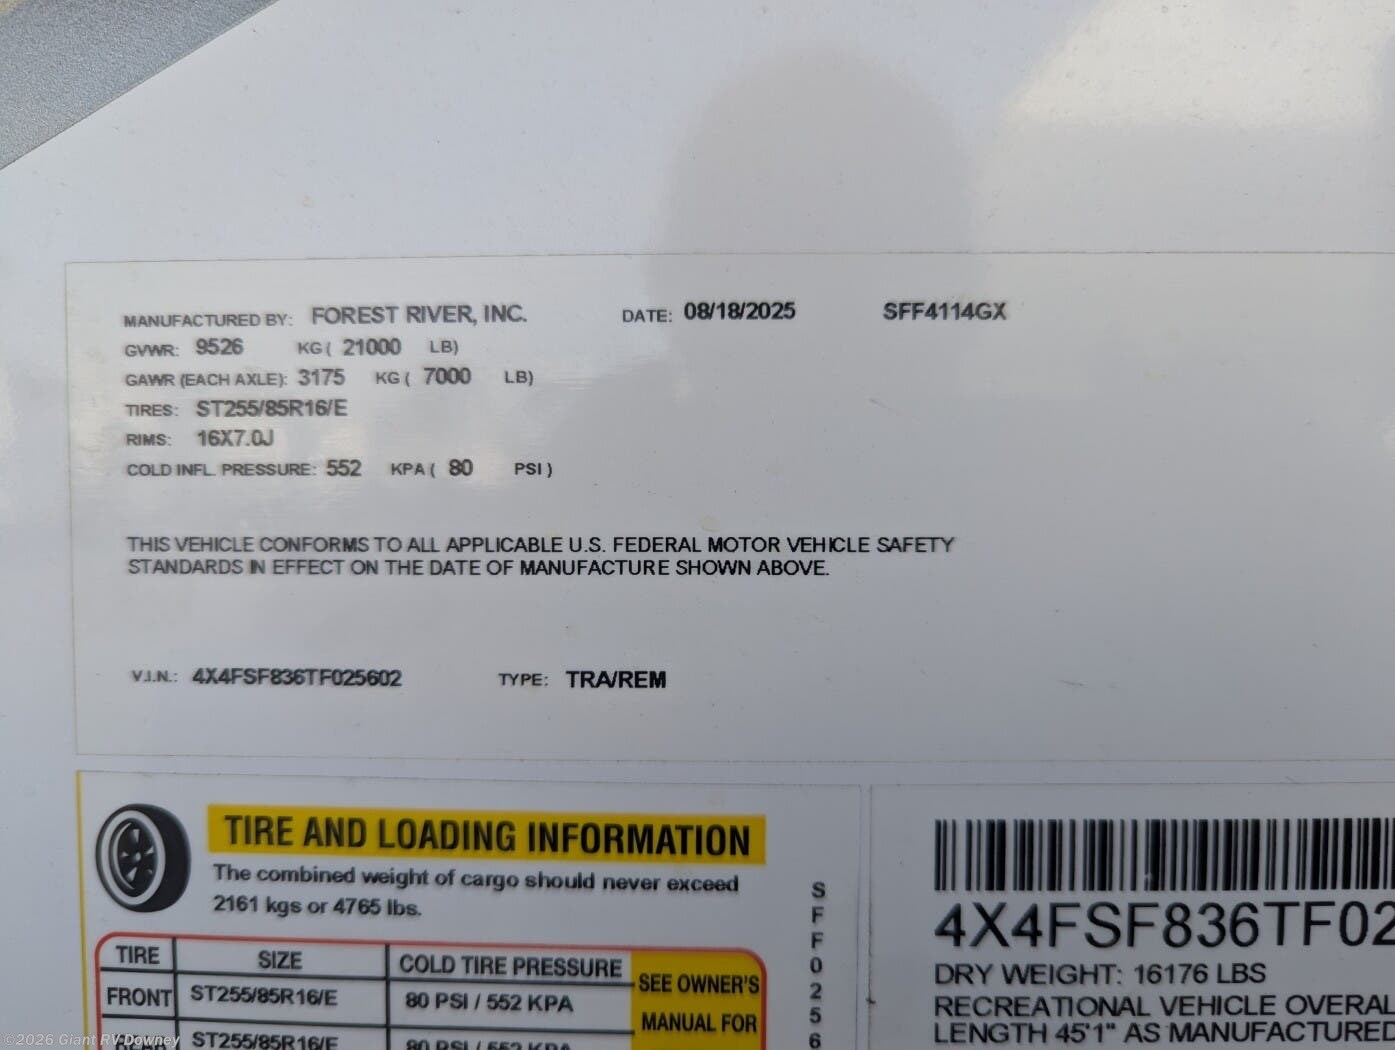 MANUFACTURED BY: FOREST RIVER, INC. DATE: 08/18/2025 SFF4114GX
GVWR: 9526 KG ( 21000 LB)
GAWR (EACH AXLE): 3175 KG ( 7000 LB)
TIRES: ST255/85R16/E
RIMS: 16X7.0J
COLD INFL. PRESSURE: 552 KPA ( 80 PSI )
THIS VEHICLE CONFORMS TO ALL APPLICABLE U.S. FEDERAL MOTOR VEHICLE SAFETY
STANDARDS IN EFFECT ON THE DATE OF MANUFACTURE SHOWN ABOVE.
V.I.N.: 4X4FSF836TF025602 TYPE: TRA/REM
TIRE AND LOADING INFORMATION
The combined weight of cargo should never exceed
2161 kgs or 4765 lbs.
TIRE SIZE COLD TIRE PRESSURE SEE OWNER'S
FRONT ST255/85R16/E 80 PSI / 552 KPA MANUAL FOR
REAR ST255/85R16/E 80 PSI / 552 KPA
SFF0256
4X4FSF836TF02
DRY WEIGHT: 16176 LBS
RECREATIONAL VEHICLE OVERAL
LENGTH 45'1" AS MANUFACTURED
©2026 Giant RV Downey